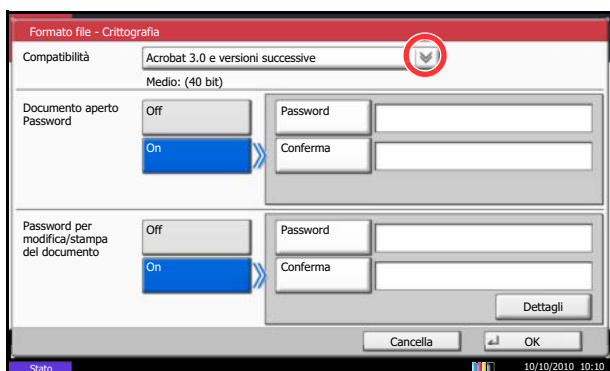 Formato file - Crittografia
Compatibilità
Acrobat 3.0 e versioni successive
Medio: (40 bit)
Documento aperto
Password
Off
On
Password
Conferma
Password per
modifica/stampa
del documento
Off
On
Password
Conferma
Dettagli
Cancella
OK
Stato
10/10/2010 10:10